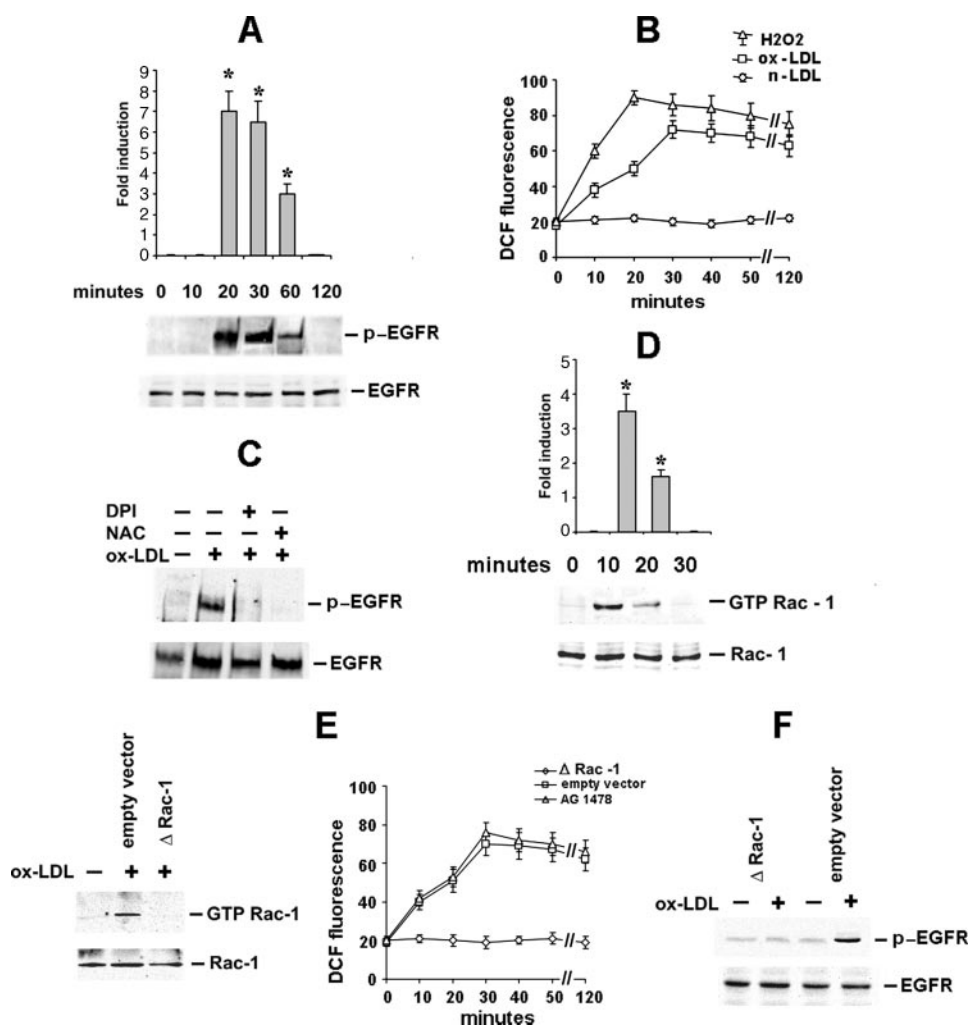 A
Fold induction
9
8
7
6
5
4
3
2
1
0
* * *
minutes 0 10 20 30 60 120
p-EGFR
EGFR
B
H2O2
ox-LDL
n-LDL
DCF fluorescence
100
80
60
40
20
0
0 10 20 30 40 50 120
minutes
C
DPI - - + -
NAC - - - +
ox-LDL - + + +
p-EGFR
EGFR
D
Fold induction
5
4
3
2
1
0
* *
minutes 0 10 20 30
GTP Rac - 1
Rac- 1
E
empty vector
Δ Rac-1
ox-LDL - + +
GTP Rac-1
Rac-1
Δ Rac -1
empty vector
AG 1478
DCF fluorescence
100
80
60
40
20
0
0 10 20 30 40 50 120
minutes
F
Δ Rac-1
empty vector
ox-LDL - + - +
p-EGFR
EGFR